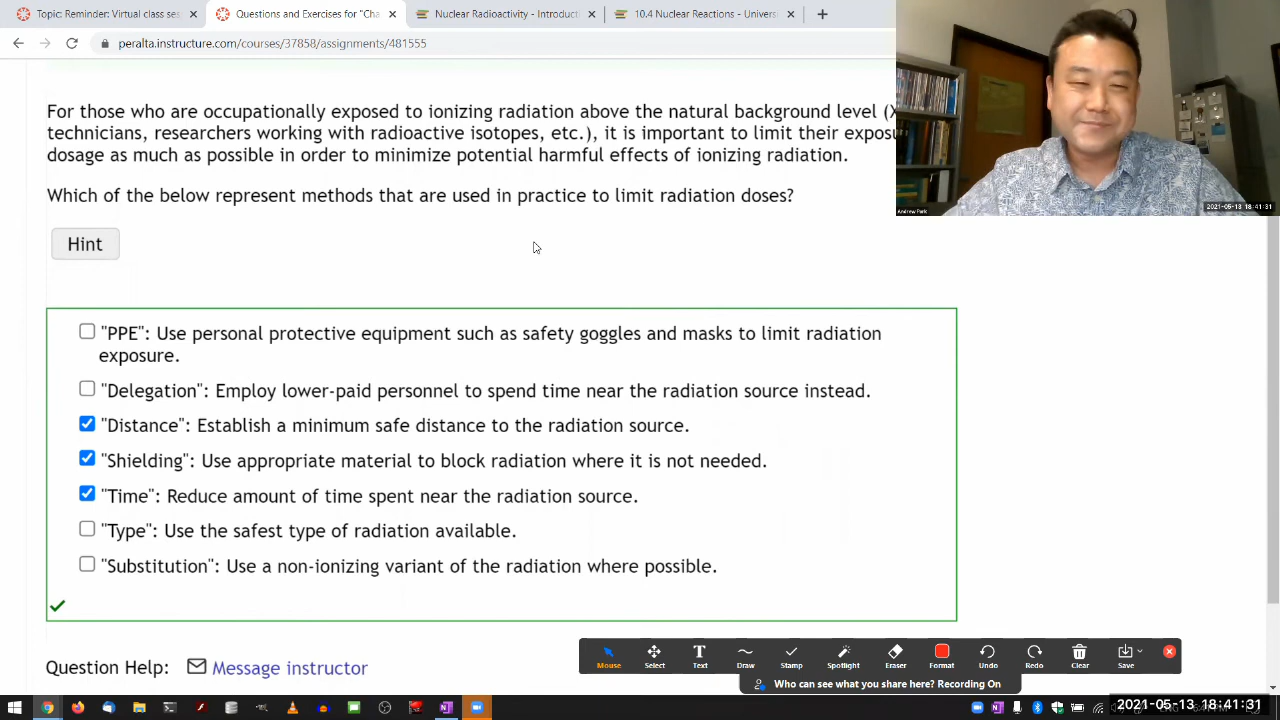 Topic: Reminder: Virtual class ses
Questions and Exercises for "Cha
Nuclear Radioactivity - Introducti
10.4 Nuclear Reactions - Univers
peralta.instructure.com/courses/37858/assignments/481555
For those who are occupationally exposed to ionizing radiation above the natural background level (X
technicians, researchers working with radioactive isotopes, etc.), it is important to limit their exposu
dosage as much as possible in order to minimize potential harmful effects of ionizing radiation.
Andrew Park
2021-05-13 18:41:31
Which of the below represent methods that are used in practice to limit radiation doses?
Hint
"PPE": Use personal protective equipment such as safety goggles and masks to limit radiation
exposure.
"Delegation": Employ lower-paid personnel to spend time near the radiation source instead.
"Distance": Establish a minimum safe distance to the radiation source.
"Shielding": Use appropriate material to block radiation where it is not needed.
"Time": Reduce amount of time spent near the radiation source.
"Type": Use the safest type of radiation available.
"Substitution": Use a non-ionizing variant of the radiation where possible.
Question Help: Message instructor
Mouse Select Text Draw Stamp Spotlight Eraser Format Undo Redo Clear Save
Who can see what you share here? Recording On
2021-05-13 18:41:31